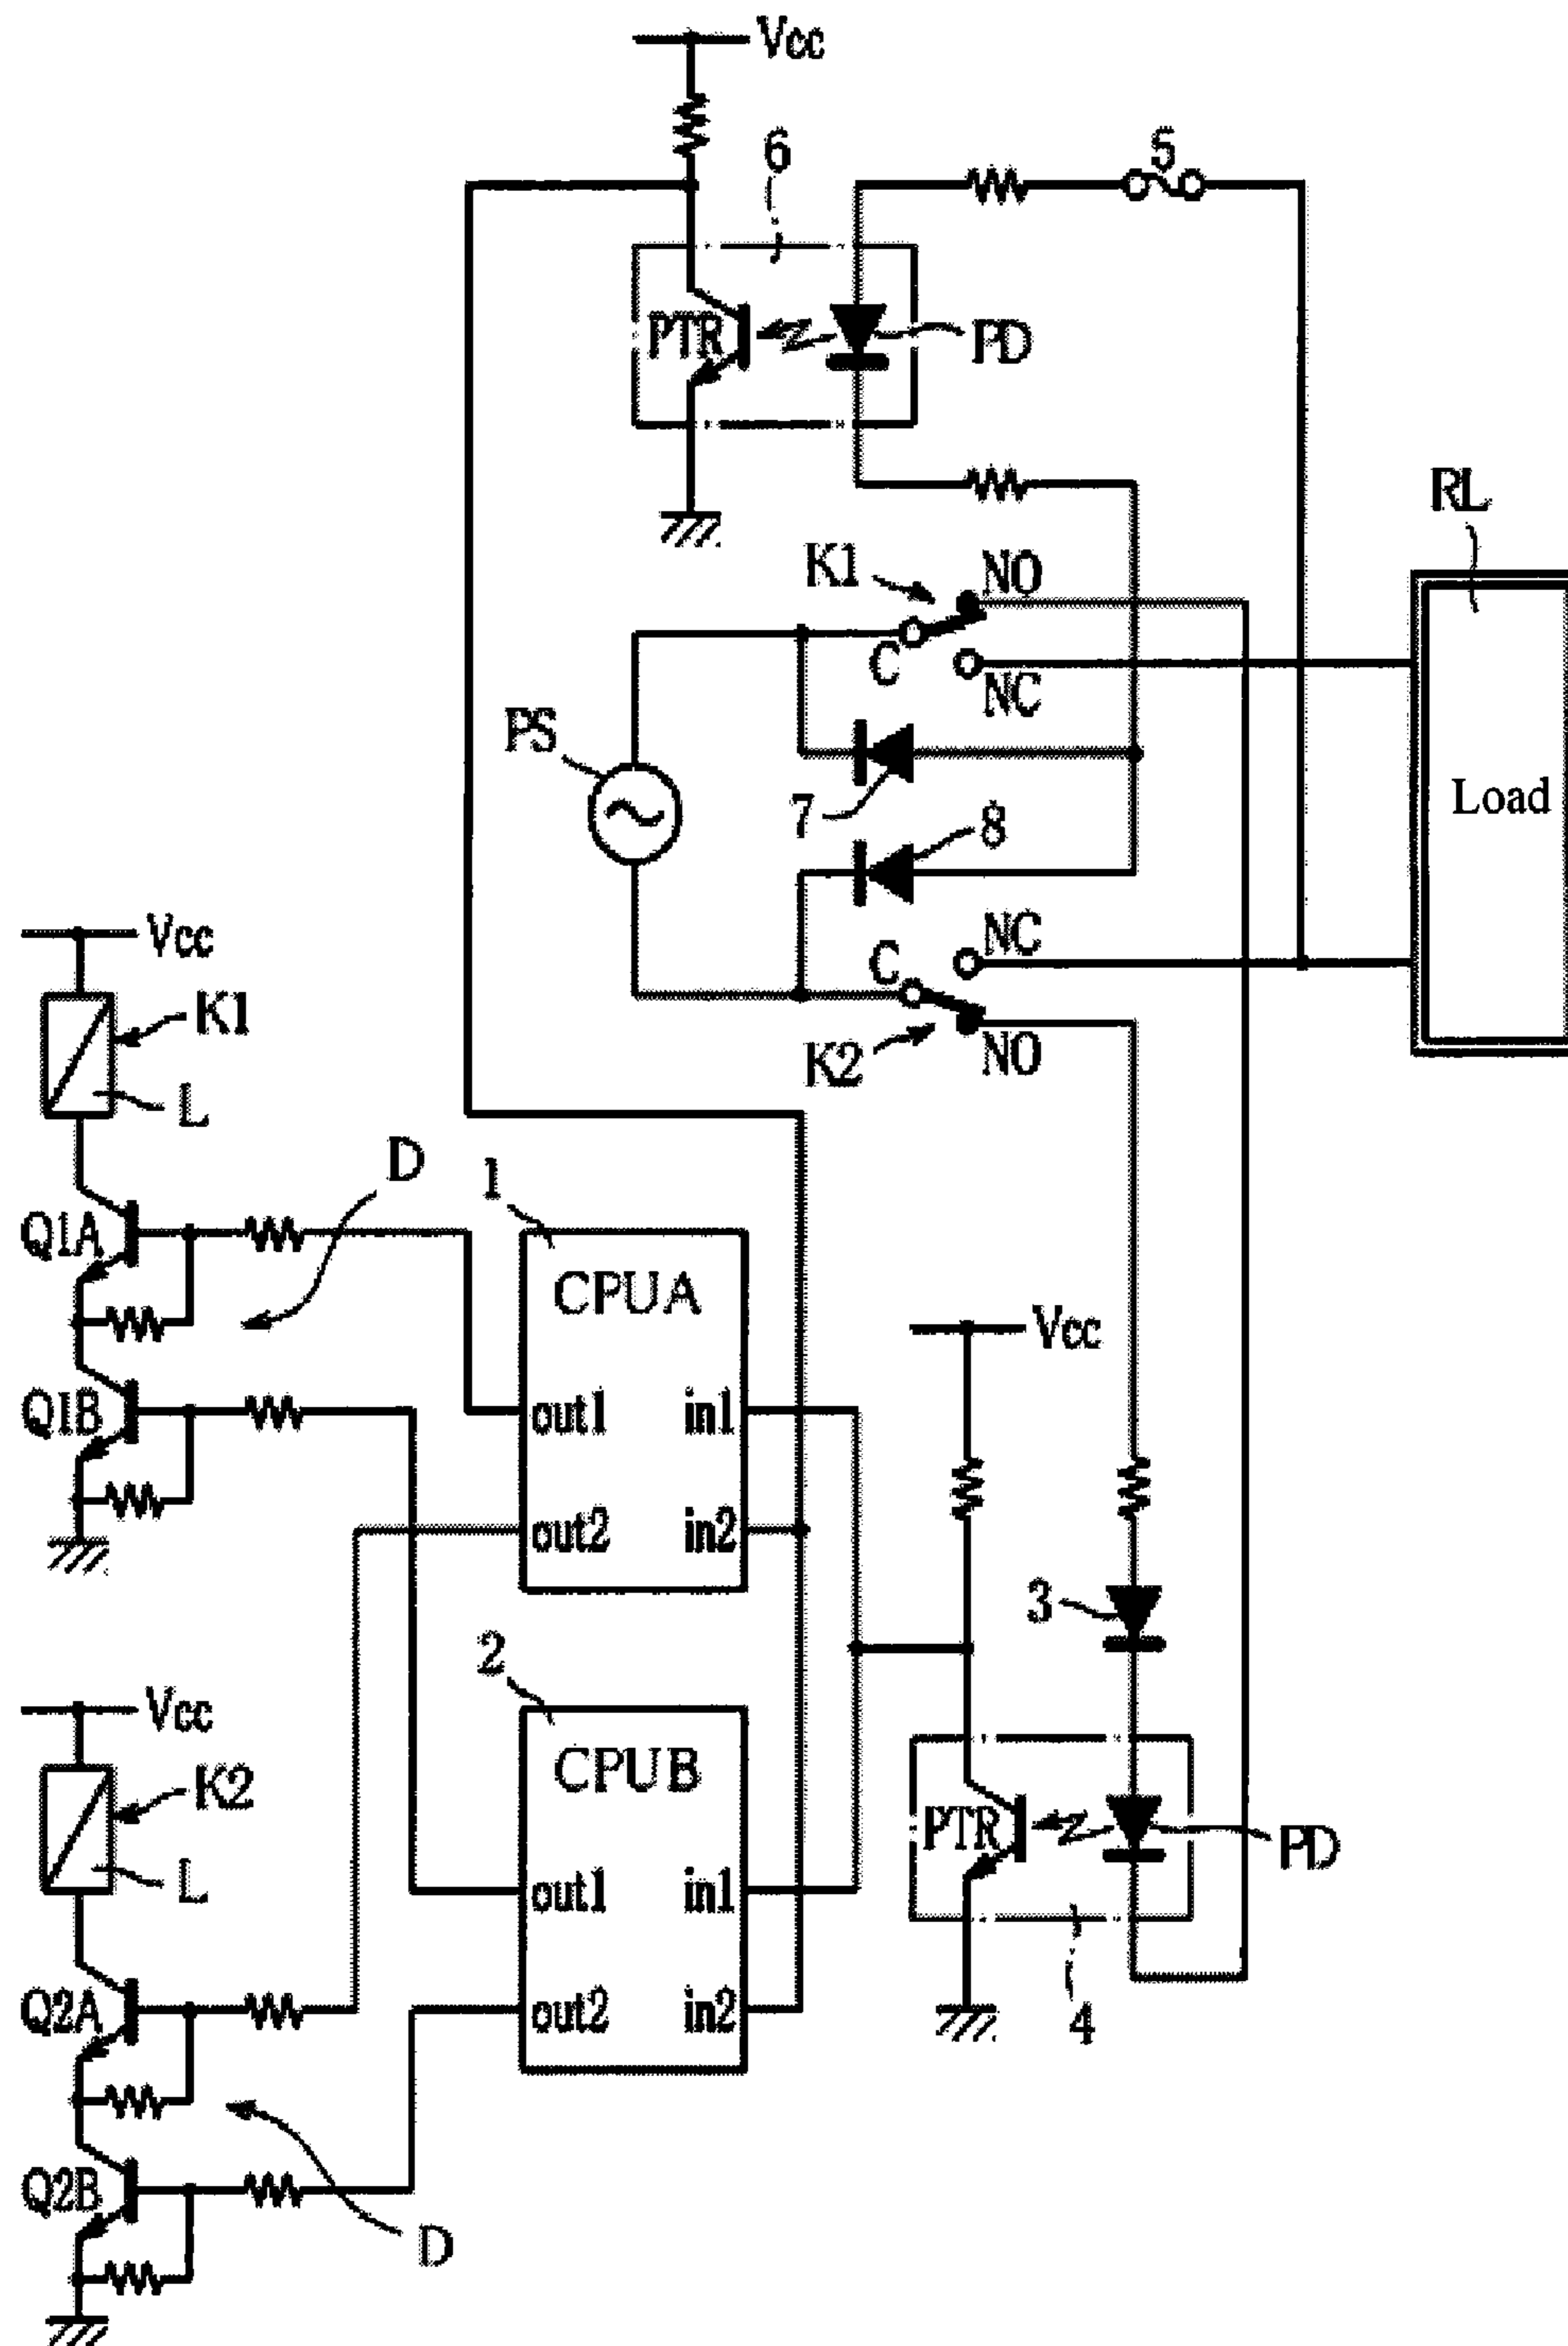 Vcc
6
5
PTR
PD
RL
K1
NO
C
NC
PS
7
8
Load
Vcc
NC
C
K1
NO
K2
L
D
1
Q1A
CPUA
Vcc
Q1B
out1
in1
out2
in2
3
2
Vcc
CPUB
K2
PTR
PD
L
out1
in1
Q2A
out2
in2
4
Q2B
D